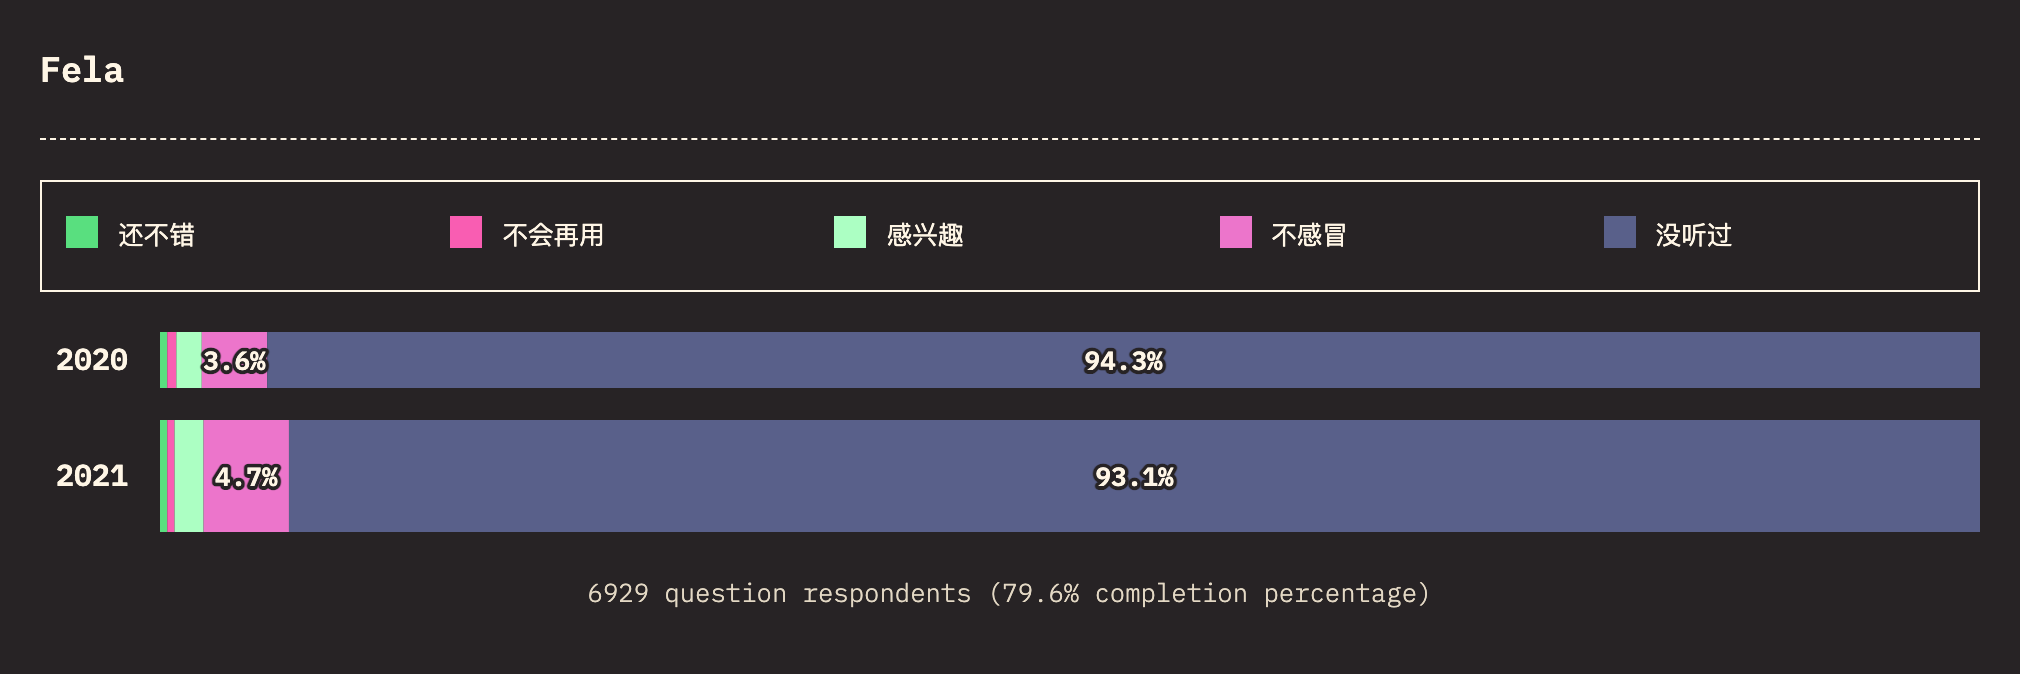 Fela
还不错 不会再用 感兴趣 不感冒 没听过
2020 3.6% 94.3%
2021 4.7% 93.1%
6929 question respondents (79.6% completion percentage)